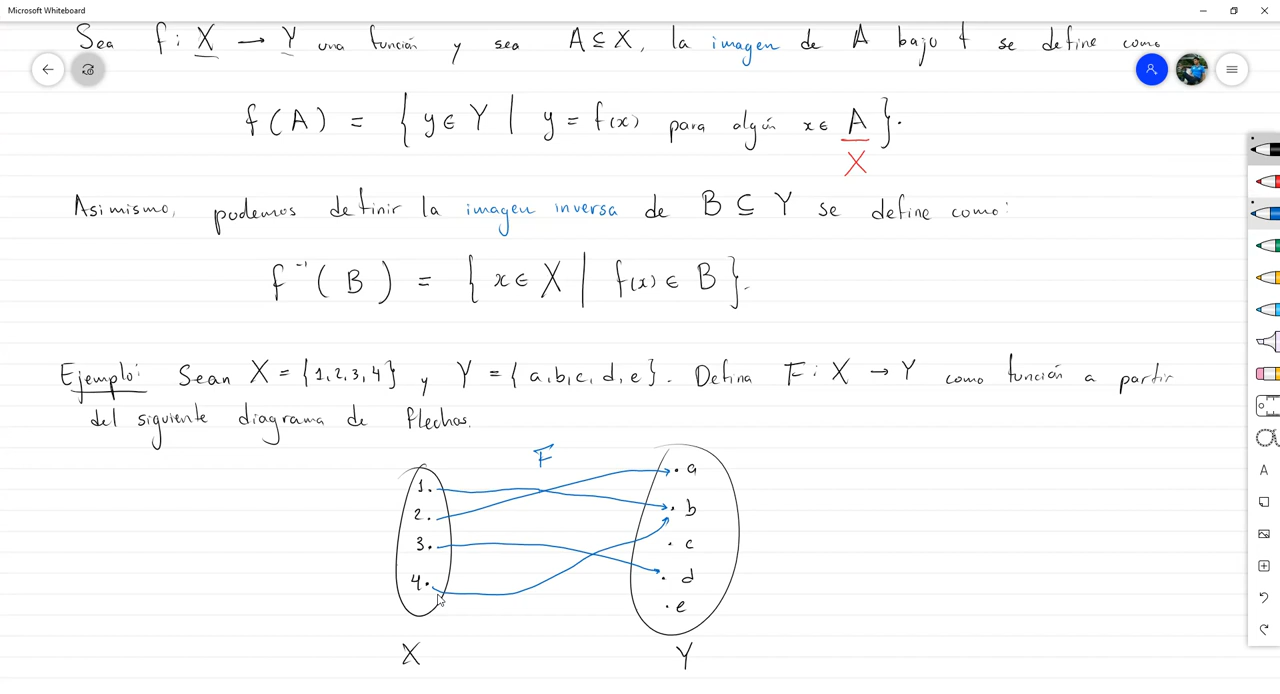 Microsoft Whiteboard
Sea f: X → Y una función y sea A ⊆ X, la imagen de A bajo f se define como
f(A) = { y ∈ Y | y = f(x) para algún x ∈ A }.
X
Asimismo, podemos definir la imagen inversa de B ⊆ Y se define como:
f⁻¹(B) = { x ∈ X | f(x) ∈ B }.
Ejemplo: Sean X = {1,2,3,4} y Y = {a,b,c,d,e}. Defina F: X → Y como función a partir
del siguiente diagrama de flechas.
F
1. · a
2. · b
3. · c
4. · d
· e
X Y
A